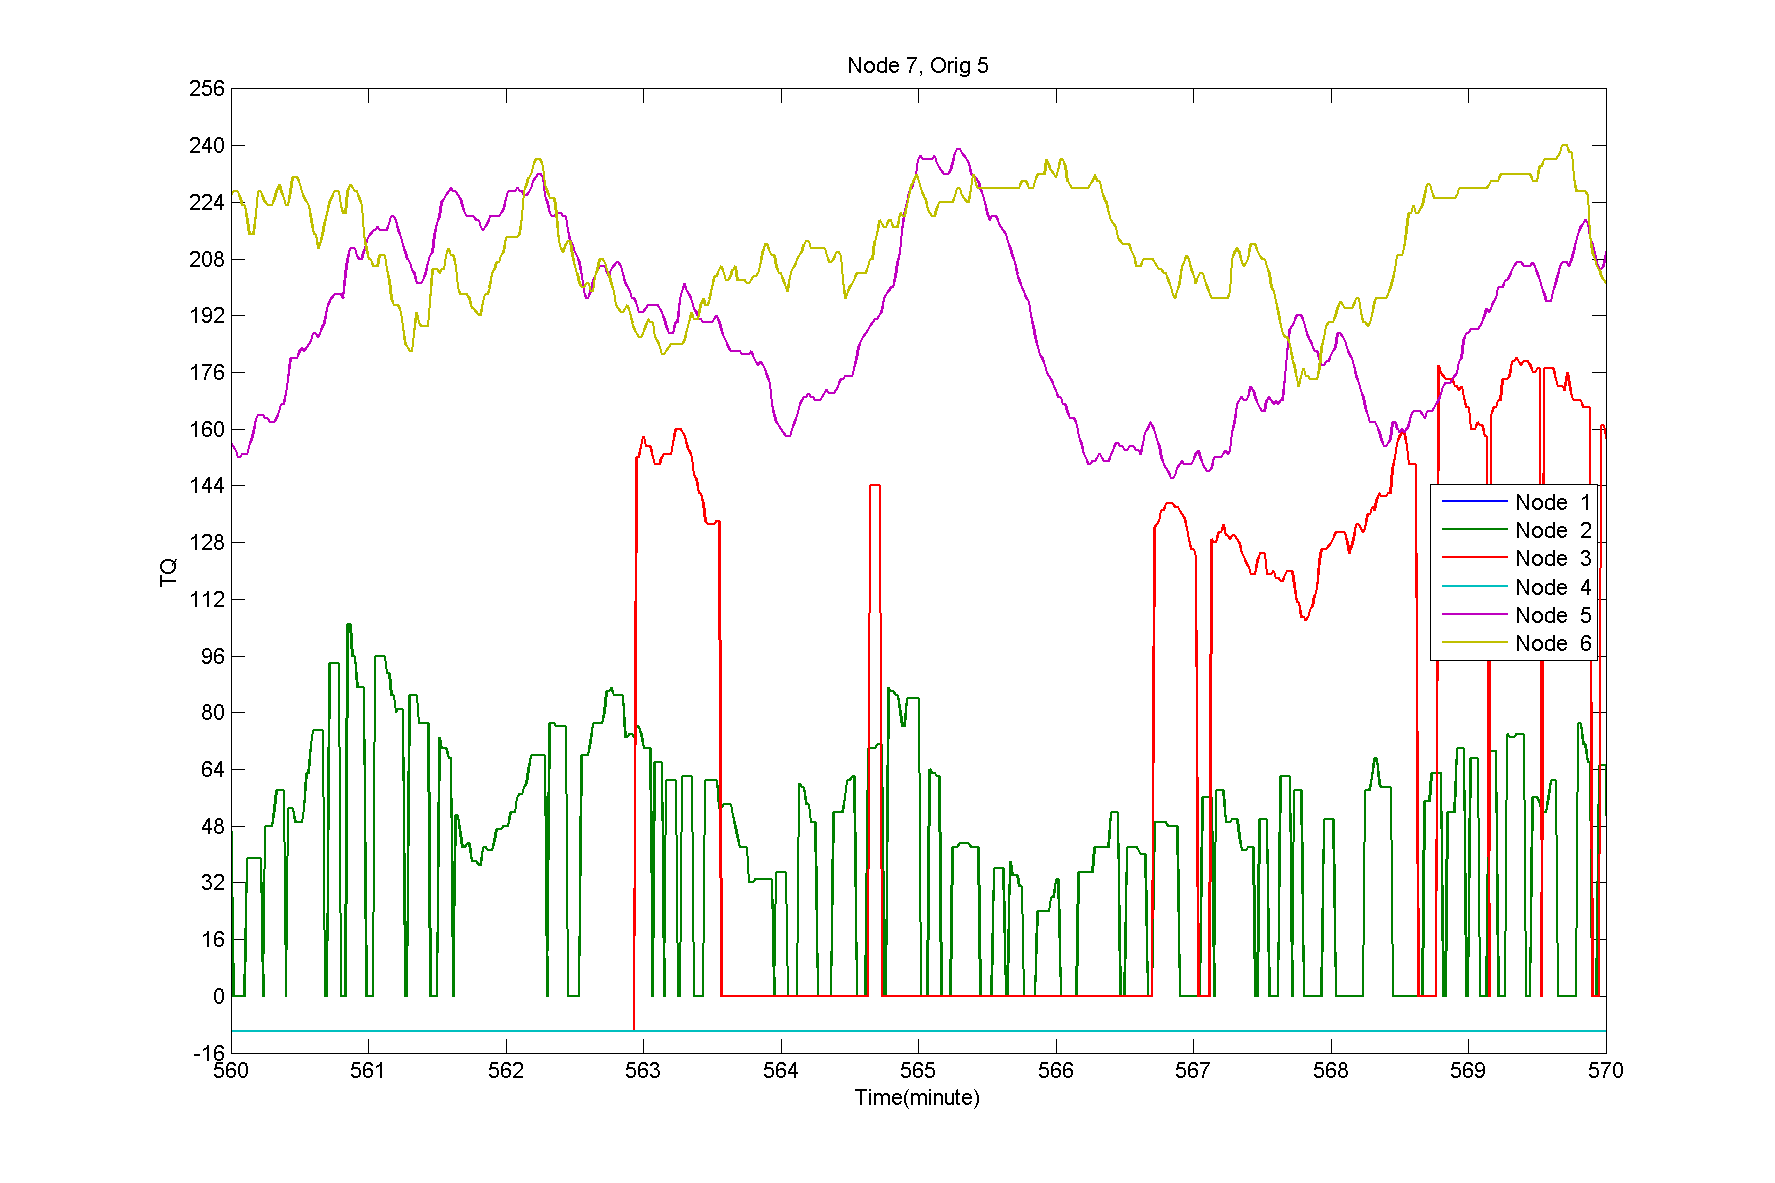 Node 7, Orig 5
256
240
224
208
192
176
160
144
128
112
96
80
64
48
32
16
0
-16
TQ
Node 1
Node 2
Node 3
Node 4
Node 5
Node 6
560 561 562 563 564 565 566 567 568 569 570
Time(minute)